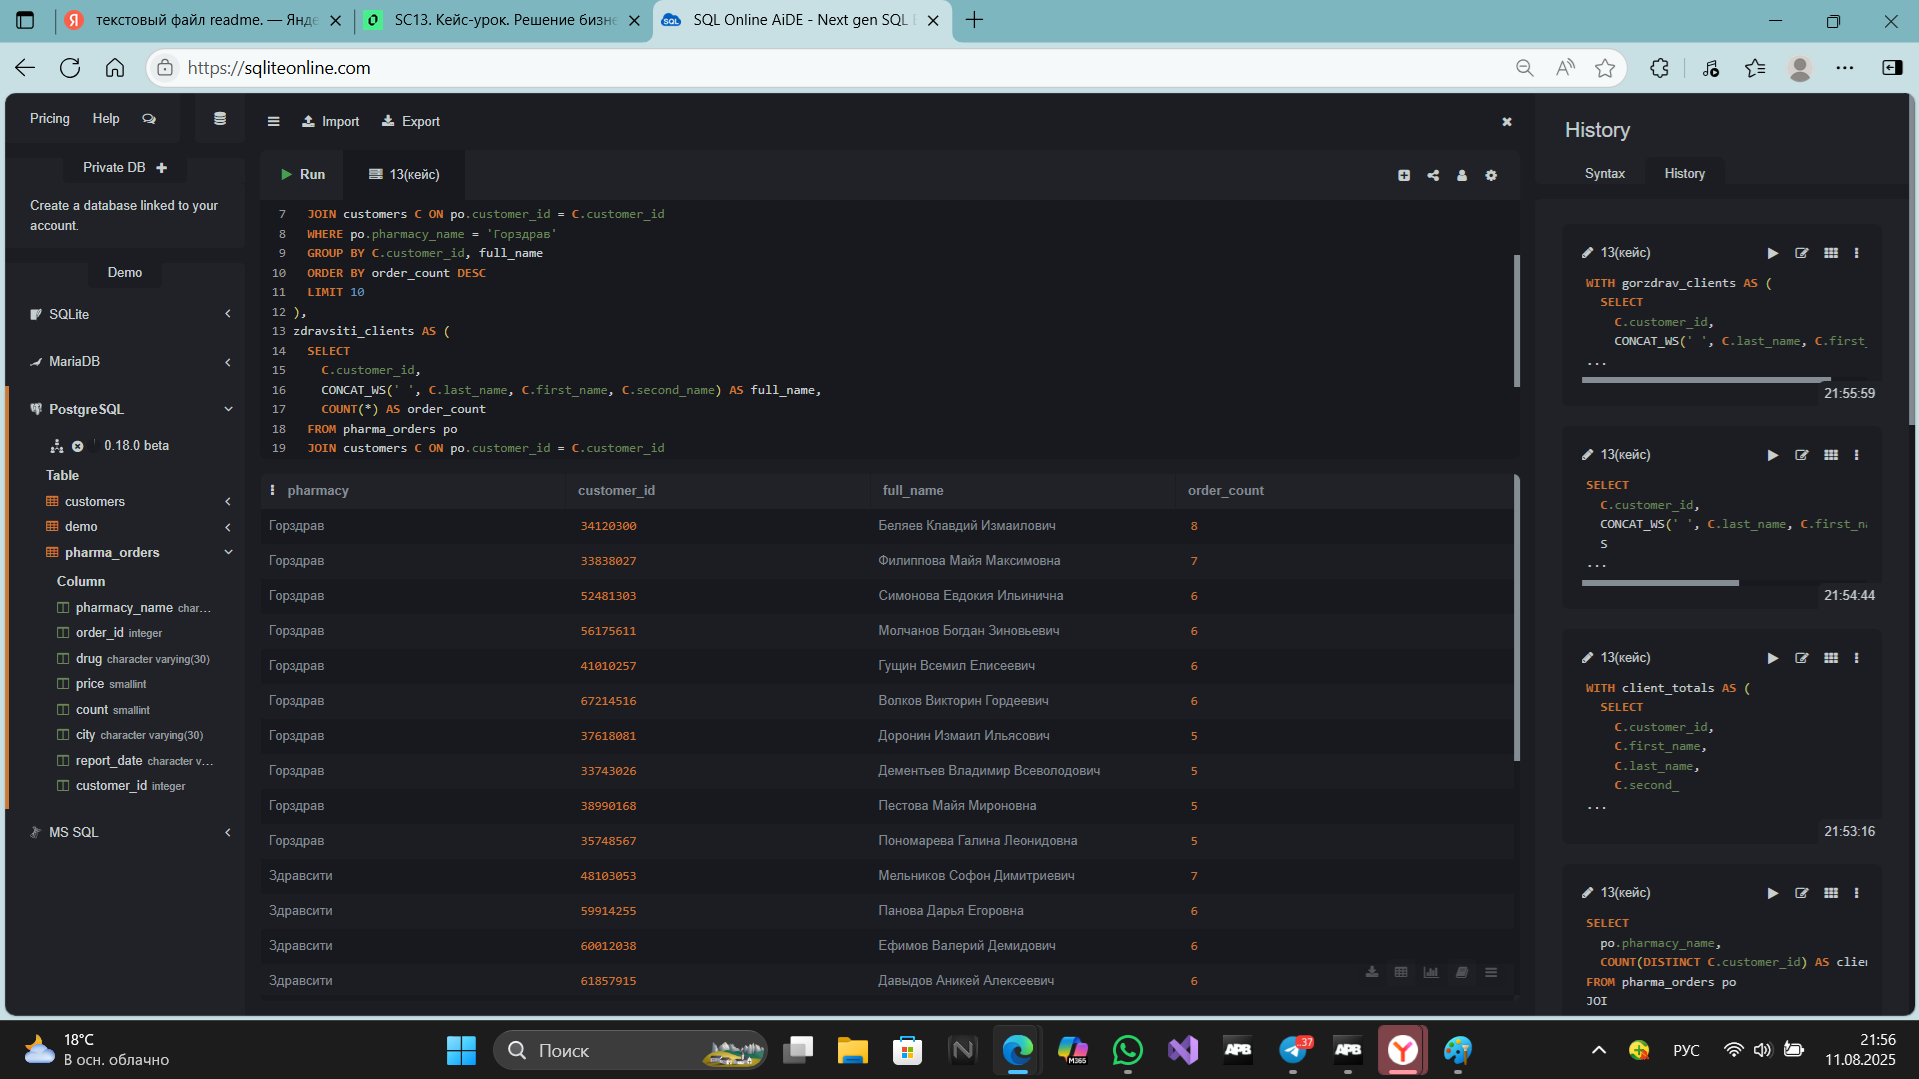 текстовый файл readme. — Янде
SC13. Кейс-урок. Решение бизне
SQL Online AiDE - Next gen SQL E
https://sqliteonline.com
Pricing Help
Private DB
Create a database linked to your
account.
Demo
SQLite
MariaDB
PostgreSQL
0.18.0 beta
Table
customers
demo
pharma_orders
Column
pharmacy_name char...
order_id integer
drug character varying(30)
price smallint
count smallint
city character varying(30)
report_date character v...
customer_id integer
MS SQL
Import Export
Run 13(кейс)
7 JOIN customers C ON po.customer_id = C.customer_id
8 WHERE po.pharmacy_name = 'Горздрав'
9 GROUP BY C.customer_id, full_name
10 ORDER BY order_count DESC
11 LIMIT 10
12 ),
13 zdravsiti_clients AS (
14 SELECT
15 C.customer_id,
16 CONCAT_WS(' ', C.last_name, C.first_name, C.second_name) AS full_name,
17 COUNT(*) AS order_count
18 FROM pharma_orders po
19 JOIN customers C ON po.customer_id = C.customer_id
pharmacy customer_id full_name order_count
Горздрав 34120300 Беляев Клавдий Измаилович 8
Горздрав 33838027 Филиппова Майя Максимовна 7
Горздрав 52481303 Симонова Евдокия Ильинична 6
Горздрав 56175611 Молчанов Богдан Зиновьевич 6
Горздрав 41010257 Гущин Всемил Елисеевич 6
Горздрав 67214516 Волков Викторин Гордеевич 6
Горздрав 37618081 Доронин Измаил Ильясович 5
Горздрав 33743026 Дементьев Владимир Всеволодович 5
Горздрав 38990168 Пестова Майя Мироновна 5
Горздрав 35748567 Пономарева Галина Леонидовна 5
Здравсити 48103053 Мельников Софон Димитриевич 7
Здравсити 59914255 Панова Дарья Егоровна 6
Здравсити 60012038 Ефимов Валерий Демидович 6
Здравсити 61857915 Давыдов Аникей Алексеевич 6
History
Syntax History
13(кейс)
WITH gorzdrav_clients AS (
SELECT
C.customer_id,
CONCAT_WS(' ', C.last_name, C.first_
...
21:55:59
13(кейс)
SELECT
C.customer_id,
CONCAT_WS(' ', C.last_name, C.first_na
S
...
21:54:44
13(кейс)
WITH client_totals AS (
SELECT
C.customer_id,
C.first_name,
C.last_name,
C.second_
...
21:53:16
13(кейс)
SELECT
po.pharmacy_name,
COUNT(DISTINCT C.customer_id) AS clien
FROM pharma_orders po
JOI
18°C
В осн. облачно
Поиск
M365
APB
37
APB
РУС
21:56
11.08.2025